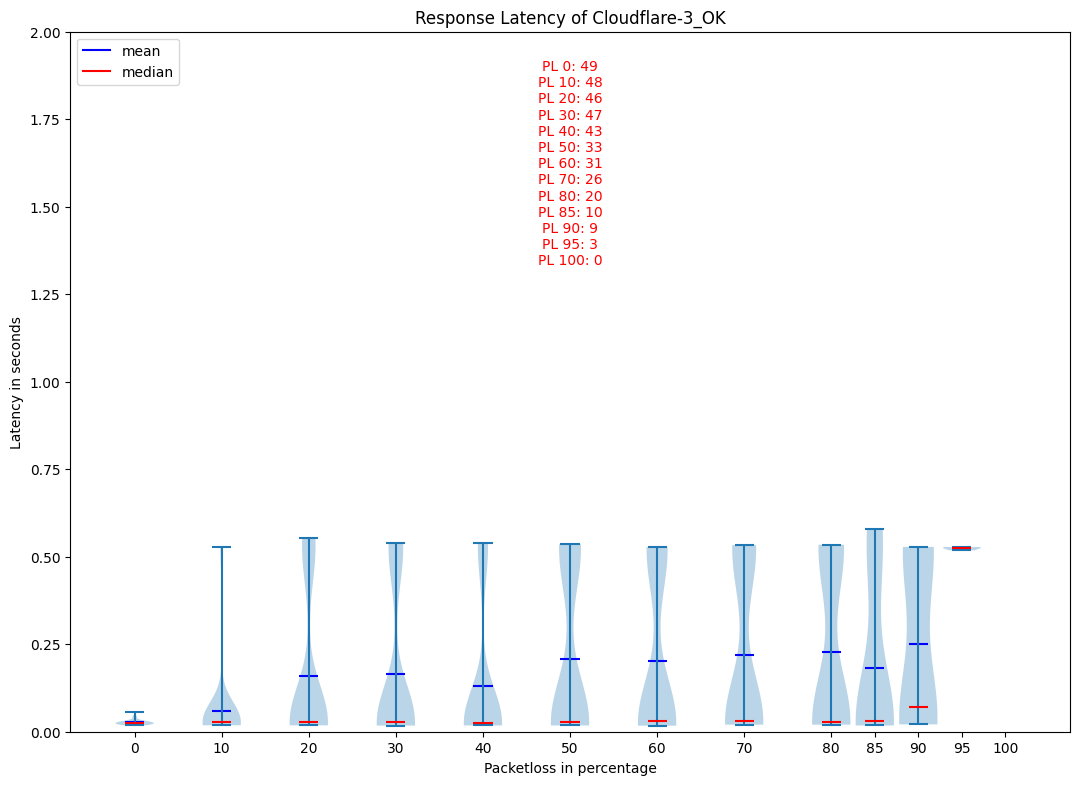 Response Latency of Cloudflare-3_OK
mean
median
PL 0: 49
PL 10: 48
PL 20: 46
PL 30: 47
PL 40: 43
PL 50: 33
PL 60: 31
PL 70: 26
PL 80: 20
PL 85: 10
PL 90: 9
PL 95: 3
PL 100: 0
Latency in seconds
2.00
1.75
1.50
1.25
1.00
0.75
0.50
0.25
0.00
0 10 20 30 40 50 60 70 80 85 90 95 100
Packetloss in percentage